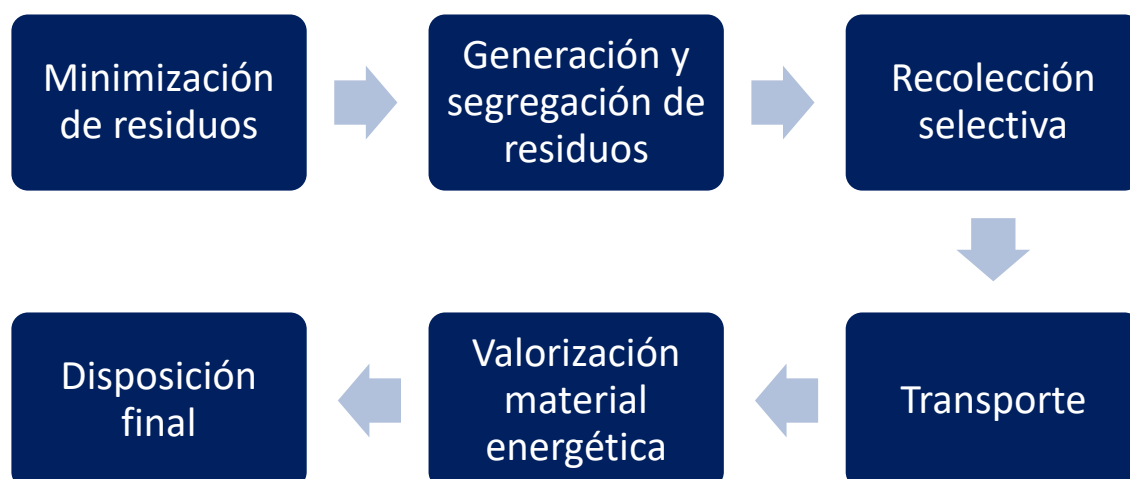 Minimización
de residuos
Generación y
segregación de
residuos
Recolección
selectiva
Transporte
Valorización
material
energética
Disposición
final